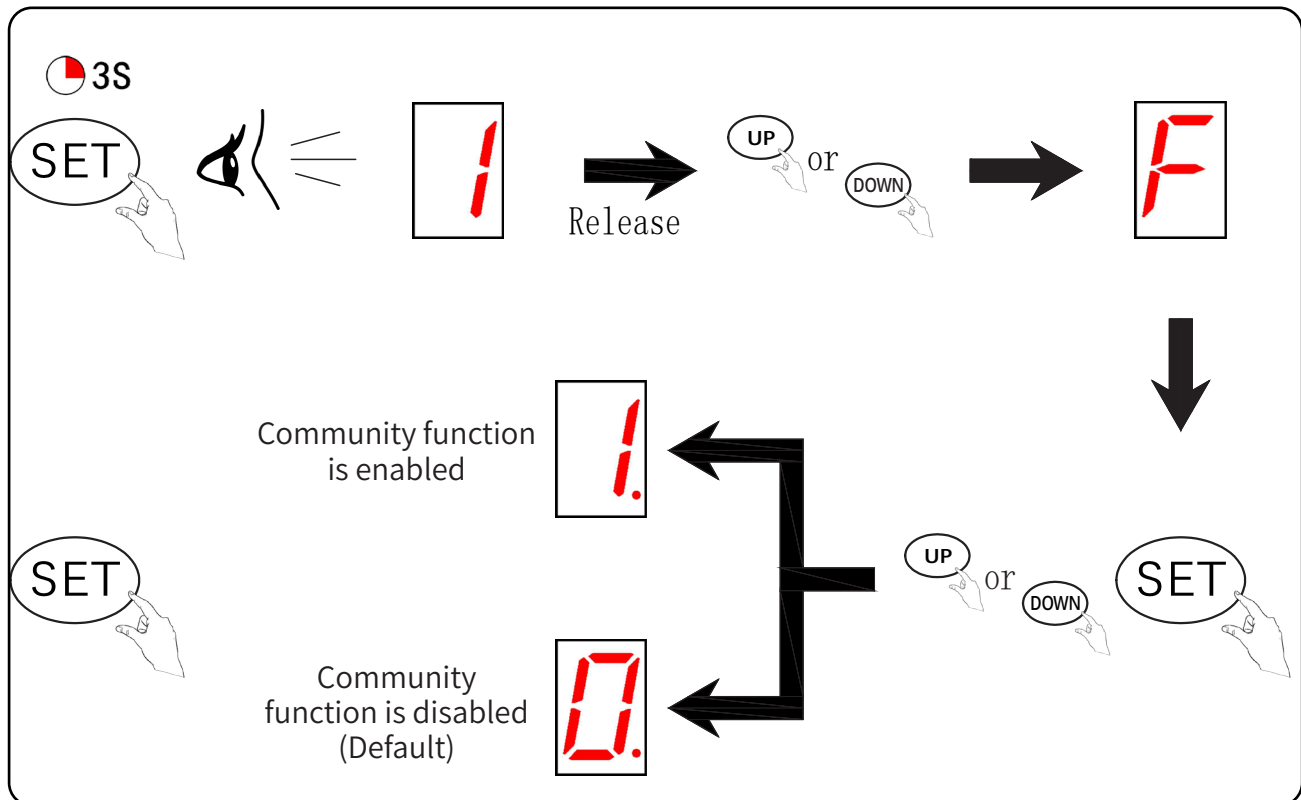 3S
SET
1
Release
UP
or
DOWN
F
Community function
is enabled
1.
SET
UP
or
DOWN
SET
Community
function is disabled
(Default)
0.